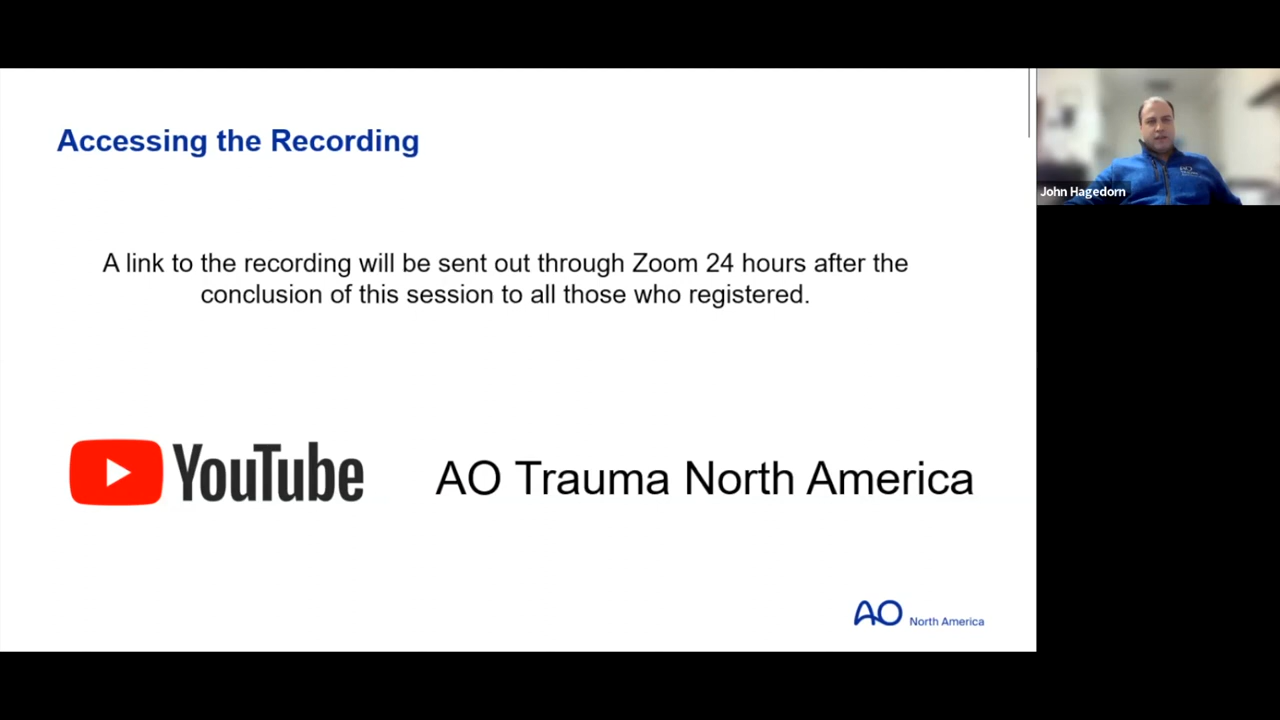 Accessing the Recording
A link to the recording will be sent out through Zoom 24 hours after the
conclusion of this session to all those who registered.
YouTube
AO Trauma North America
AO North America
John Hagedorn
AO